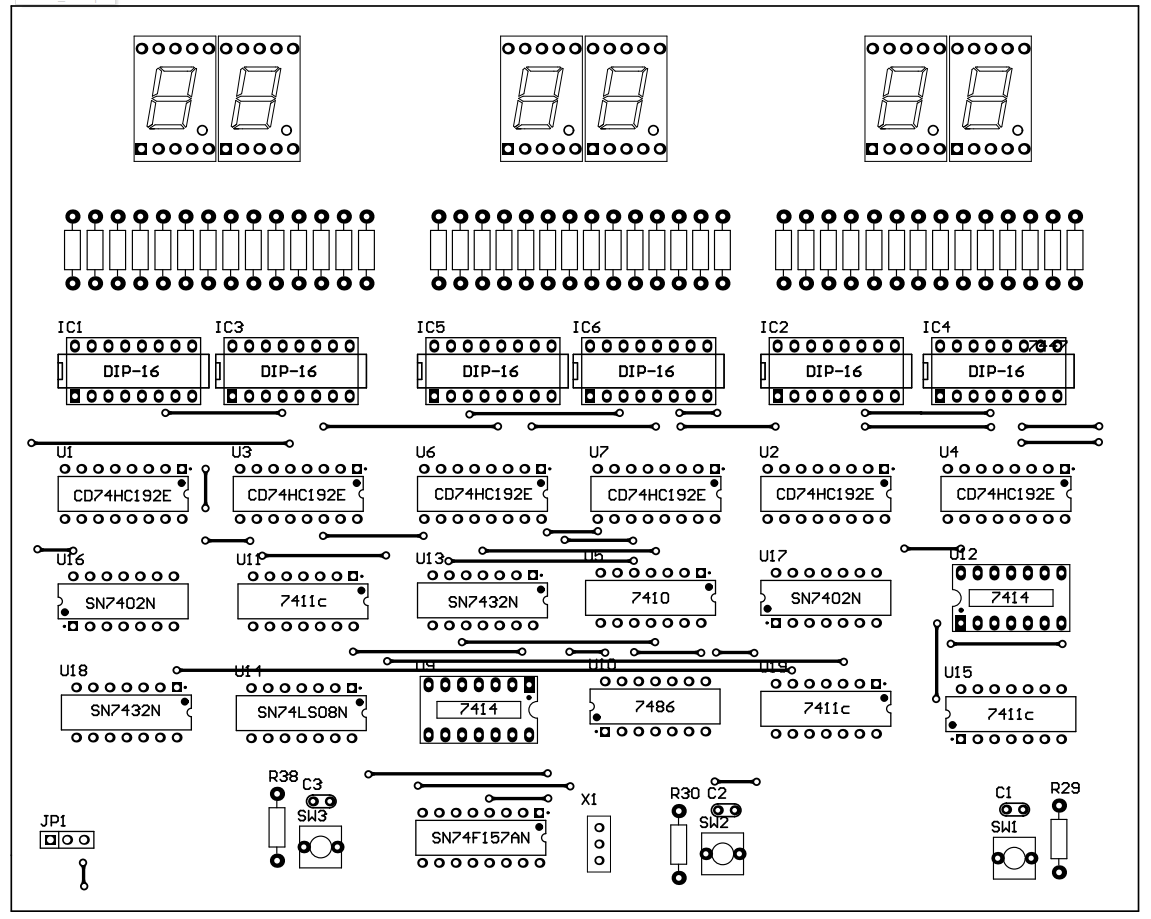 IC1 IC3 IC5 IC6 IC2 IC4
7447
DIP-16 DIP-16 DIP-16 DIP-16 DIP-16 DIP-16
U1 U3 U6 U7 U2 U4
CD74HC192E CD74HC192E CD74HC192E CD74HC192E CD74HC192E CD74HC192E
U16 U11 U13 U5 U17 U12
SN7402N 7411c SN7432N 7410 SN7402N 7414
U18 U14 U9 U10 U19 U15
SN7432N SN74LS08N 7414 7486 7411c 7411c
R38 C3 X1 R30 C2 C1 R29
JP1 SW3 SW2 SW1
SN74F157AN